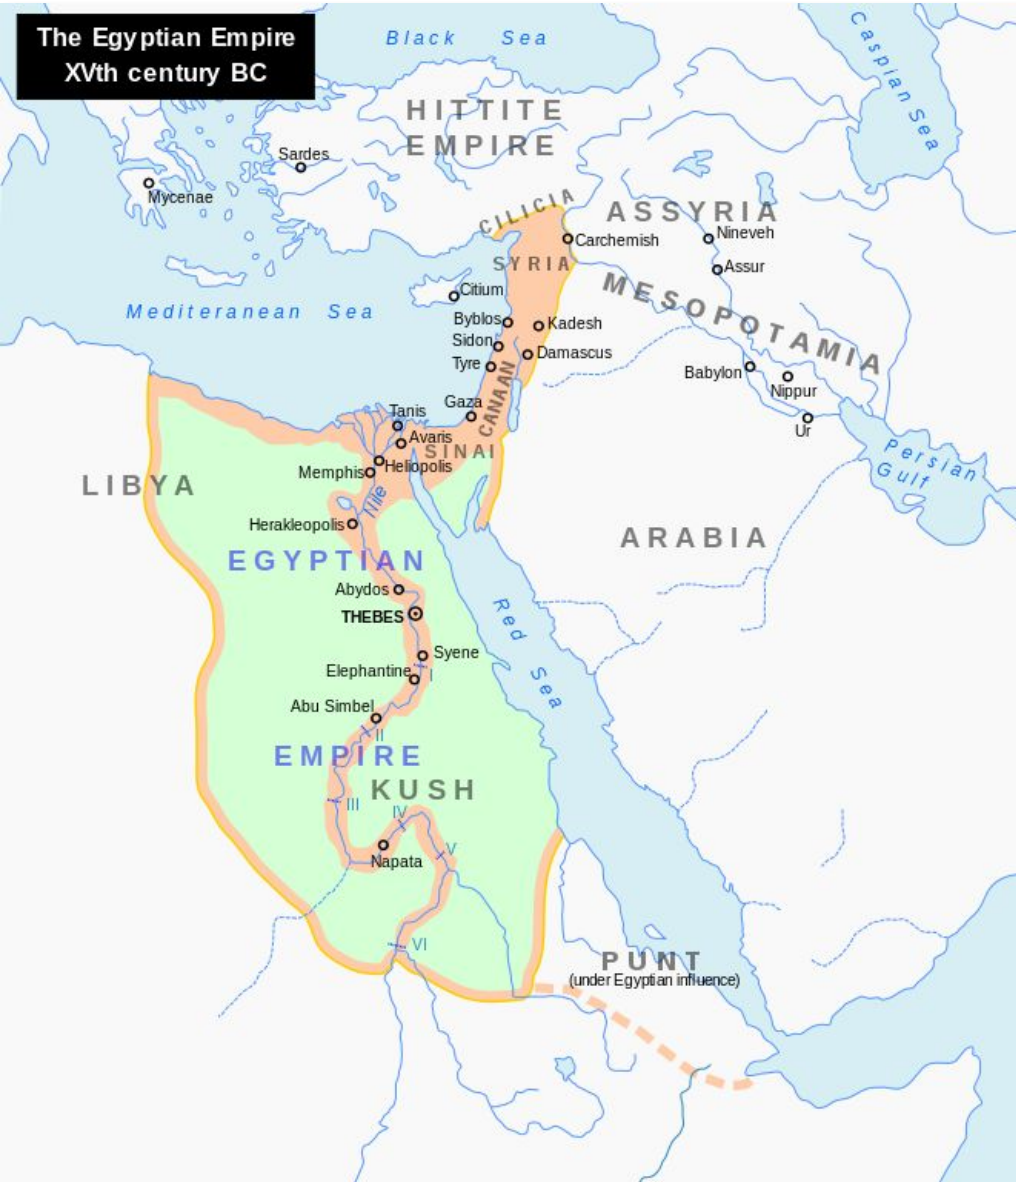 The Egyptian Empire
XVth century BC
Black Sea
Caspian Sea
HITTITE
EMPIRE
Sardes
Mycenae
CILICIA
ASSYRIA
Nineveh
Carchemish
SYRIA
Assur
Citium
MESOPOTAMIA
Mediteranean Sea
Byblos
Kadesh
Sidon
Damascus
Tyre
Babylon
Nippur
CANAAN
Gaza
Tanis
Ur
Avaris
SINAI
Persian
Gulf
Heliopolis
Memphis
LIBYA
Nile
Herakleopolis
ARABIA
EGYPTIAN
Abydos
THEBES
Red Sea
Syene
Elephantine
I
Abu Simbel
II
EMPIRE
KUSH
III
IV
V
Napata
VI
PUNT
(under Egyptian influence)